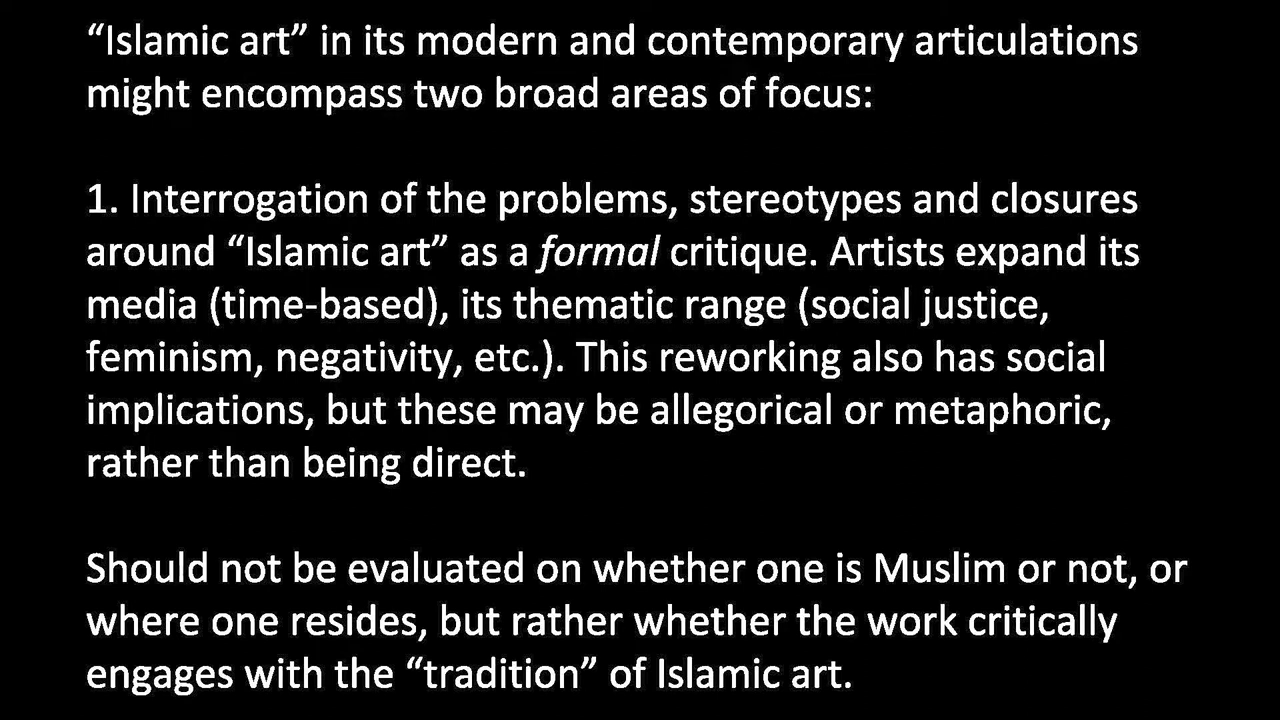 “Islamic art” in its modern and contemporary articulations
might encompass two broad areas of focus:
1. Interrogation of the problems, stereotypes and closures
around “Islamic art” as a formal critique. Artists expand its
media (time-based), its thematic range (social justice,
feminism, negativity, etc.). This reworking also has social
implications, but these may be allegorical or metaphoric,
rather than being direct.
Should not be evaluated on whether one is Muslim or not, or
where one resides, but rather whether the work critically
engages with the “tradition” of Islamic art.